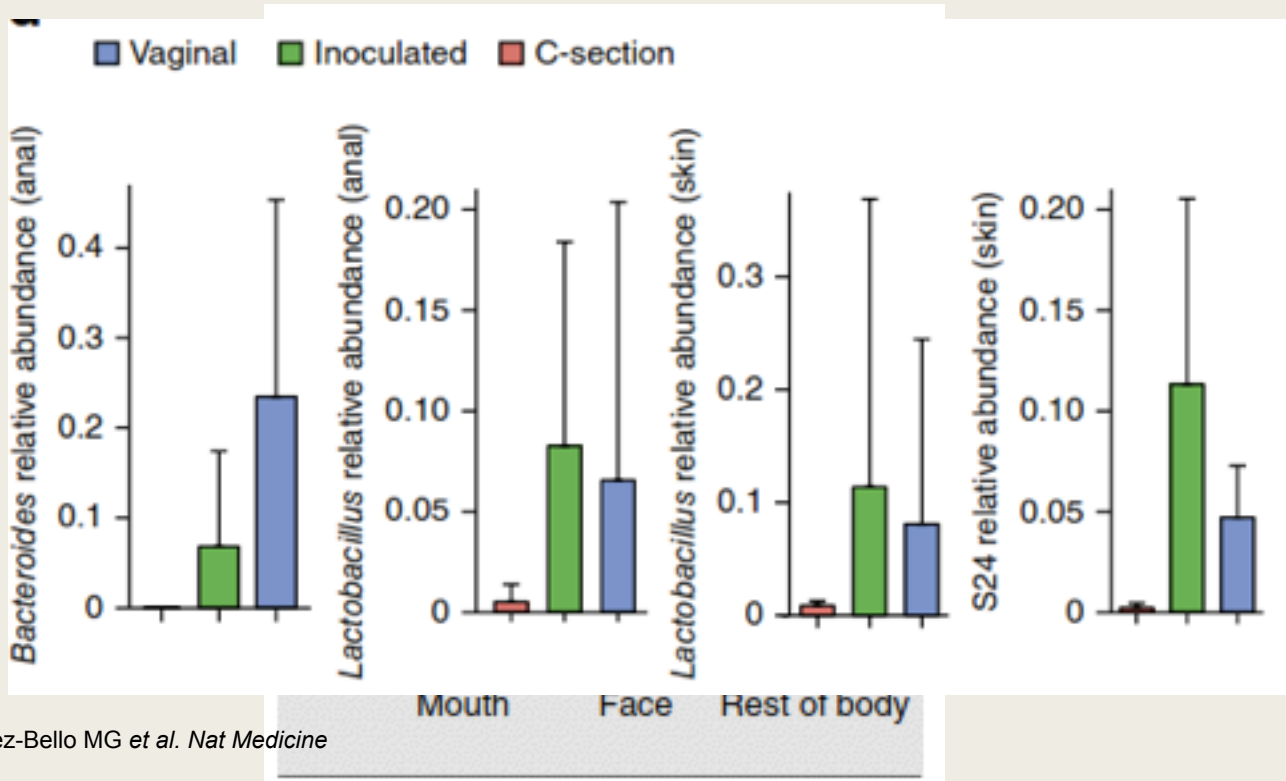 Vaginal Inoculated C-section
Bacteroides relative abundance (anal)
0.4
0.3
0.2
0.1
0
Lactobacillus relative abundance (anal)
0.20
0.15
0.10
0.05
0
Lactobacillus relative abundance (skin)
0.3
0.2
0.1
0
S24 relative abundance (skin)
0.20
0.15
0.10
0.05
0
Mouth Face Rest of body
ez-Bello MG et al. Nat Medicine